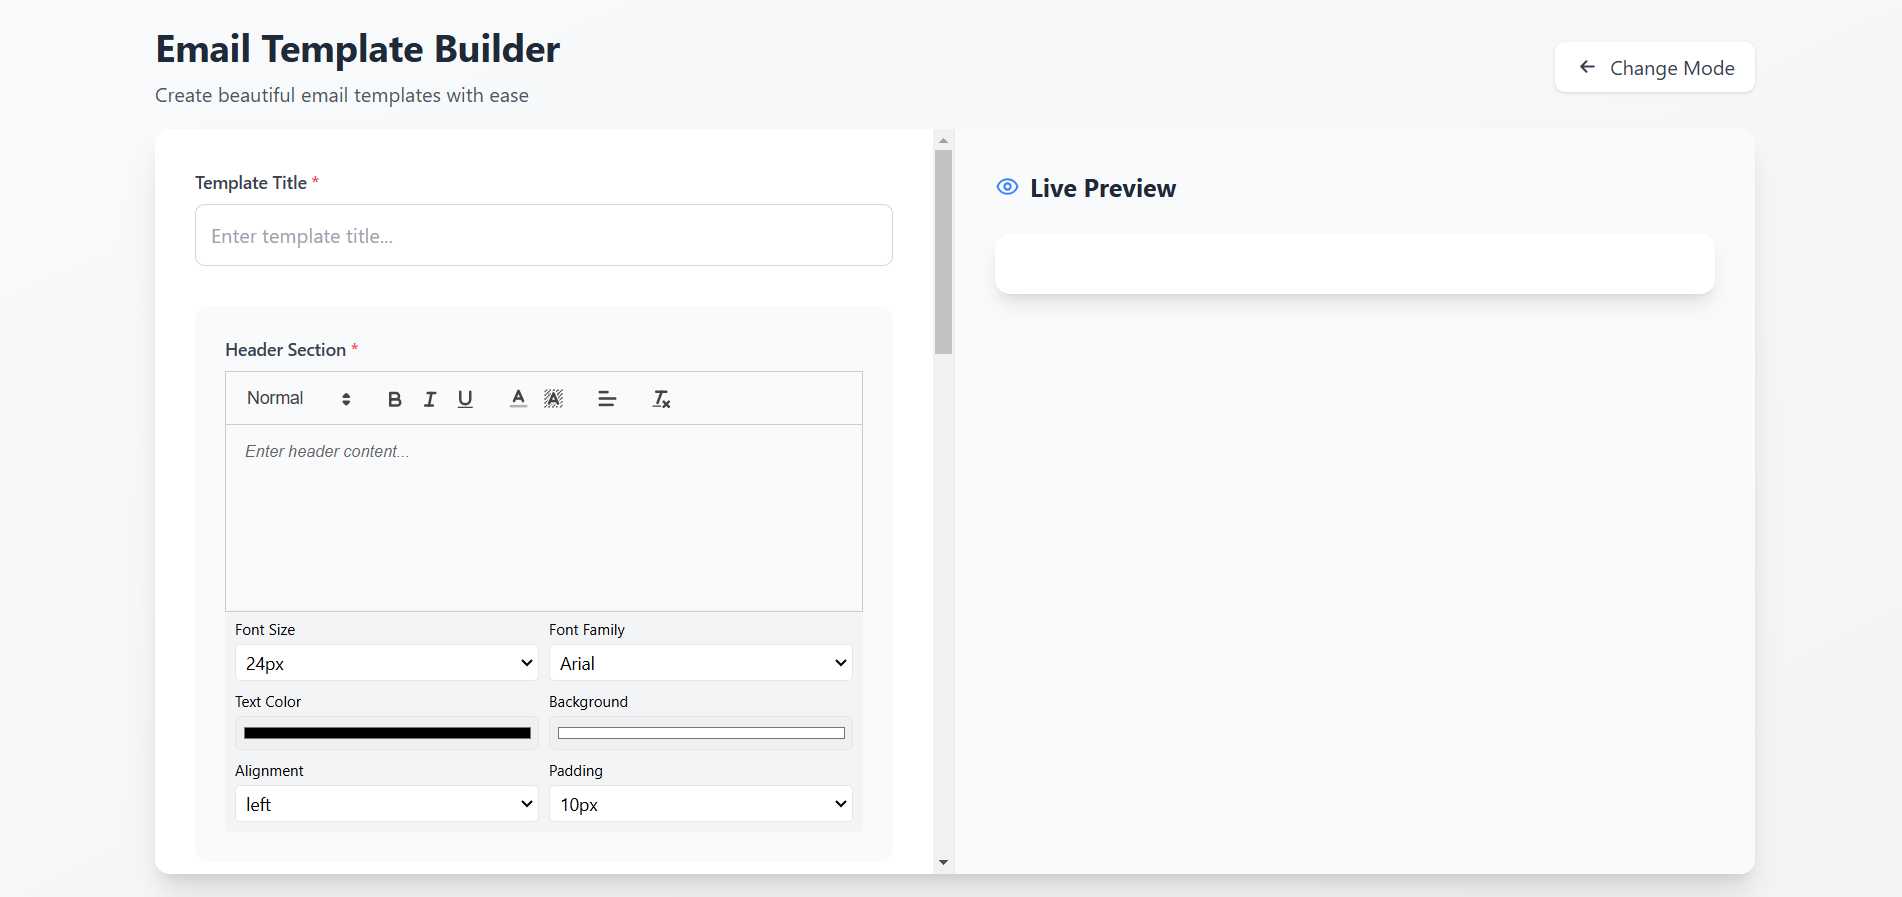 Email Template Builder
Create beautiful email templates with ease
Change Mode
Template Title *
Enter template title...
Header Section *
Normal
Enter header content...
Font Size
Font Family
24px
Arial
Text Color
Background
Alignment
Padding
left
10px
Live Preview